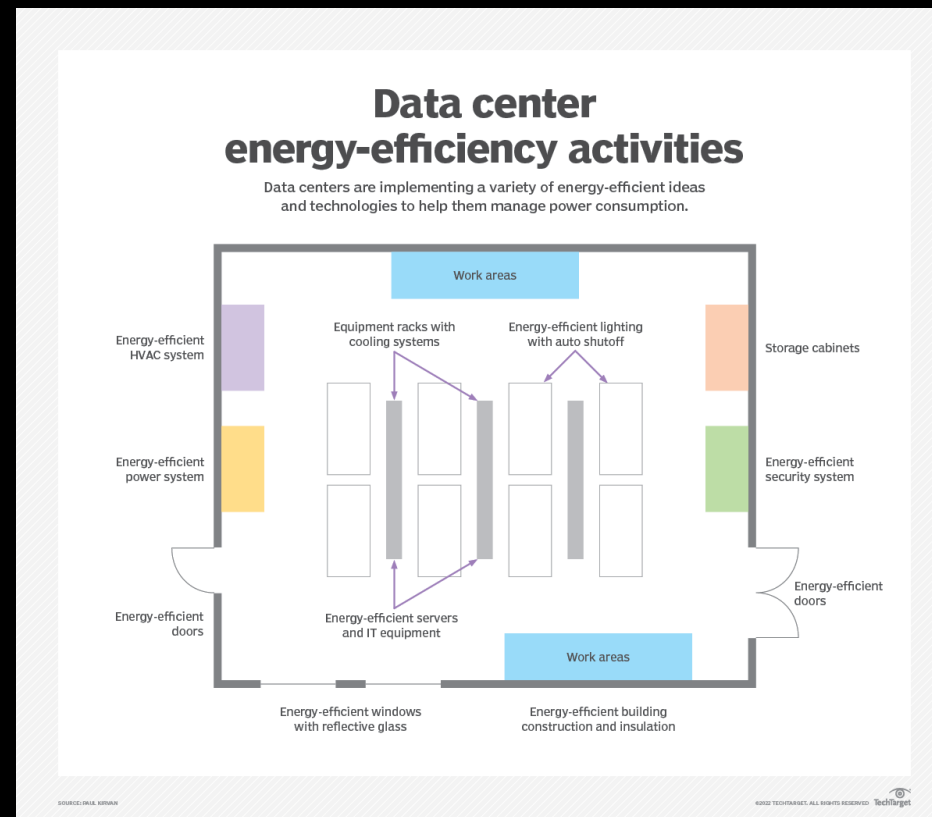 Data center
energy-efficiency activities
Data centers are implementing a variety of energy-efficient ideas
and technologies to help them manage power consumption.
Work areas
Energy-efficient
HVAC system
Equipment racks with
cooling systems
Energy-efficient lighting
with auto shutoff
Storage cabinets
Energy-efficient
power system
Energy-efficient
security system
Energy-efficient
doors
Energy-efficient servers
and IT equipment
Energy-efficient
doors
Work areas
Energy-efficient windows
with reflective glass
Energy-efficient building
construction and insulation
SOURCE: PAUL KIRVAN
©2022 TECHTARGET. ALL RIGHTS RESERVED
TechTarget